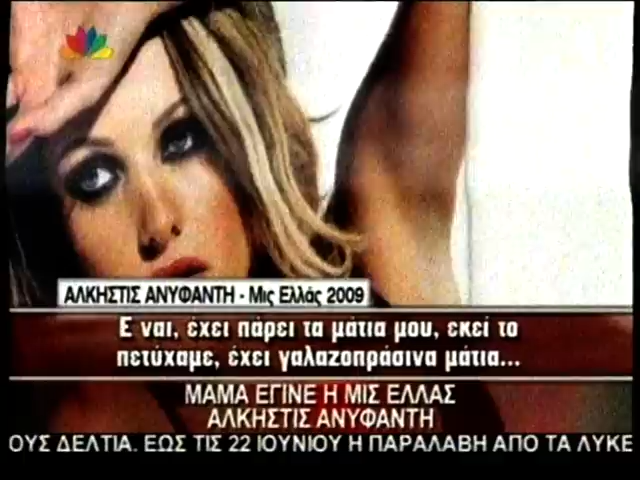 ΑΛΚΗΣΤΙΣ ΑΝΥΦΑΝΤΗ - Μις Ελλάς 2009
Ε ναι, έχει πάρει τα μάτια μου, εκεί το
πετύχαμε, έχει γαλαζοπράσινα μάτια...
ΜΑΜΑ ΕΓΙΝΕ Η ΜΙΣ ΕΛΛΑΣ
ΑΛΚΗΣΤΙΣ ΑΝΥΦΑΝΤΗ
ΟΥΣ ΔΕΛΤΙΑ. ΕΩΣ ΤΙΣ 22 ΙΟΥΝΙΟΥ Η ΠΑΡΑΛΑΒΗ ΑΠΟ ΤΑ ΛΥΚΕ